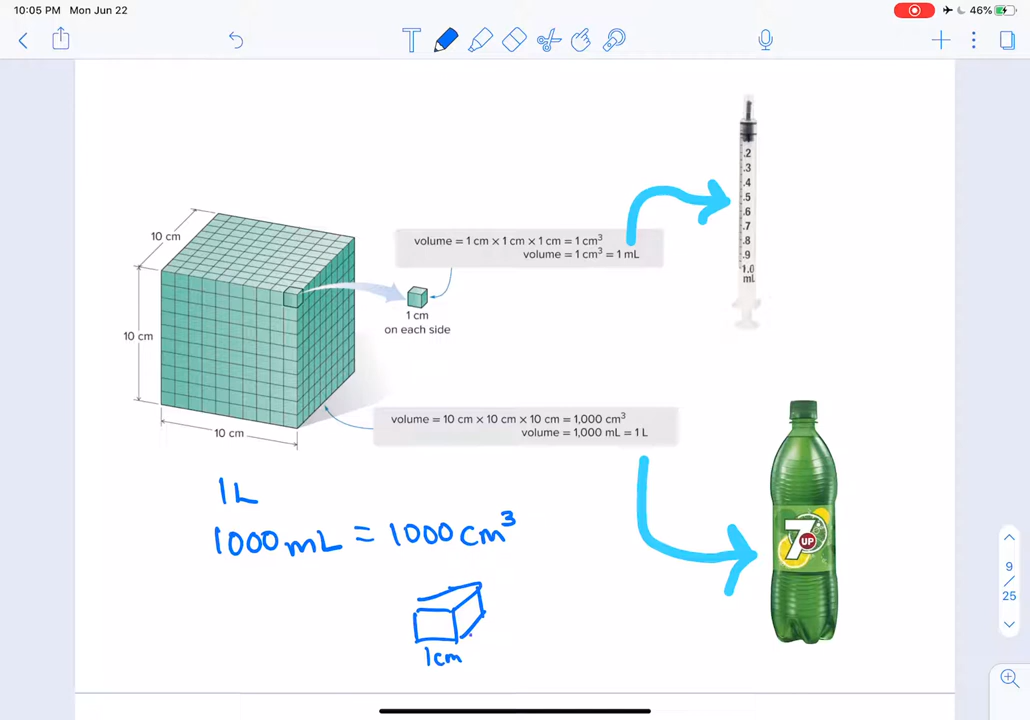 10:05 PM Mon Jun 22
46%
T
10 cm
10 cm
10 cm
volume = 1 cm × 1 cm × 1 cm = 1 cm³
volume = 1 cm³ = 1 mL
1 cm
on each side
volume = 10 cm × 10 cm × 10 cm = 1,000 cm³
volume = 1,000 mL = 1 L
.2
.3
.4
.5
.6
.7
.8
.9
1.0
mL
7
UP
1L
1000 mL = 1000 cm³
1cm
9
/
25